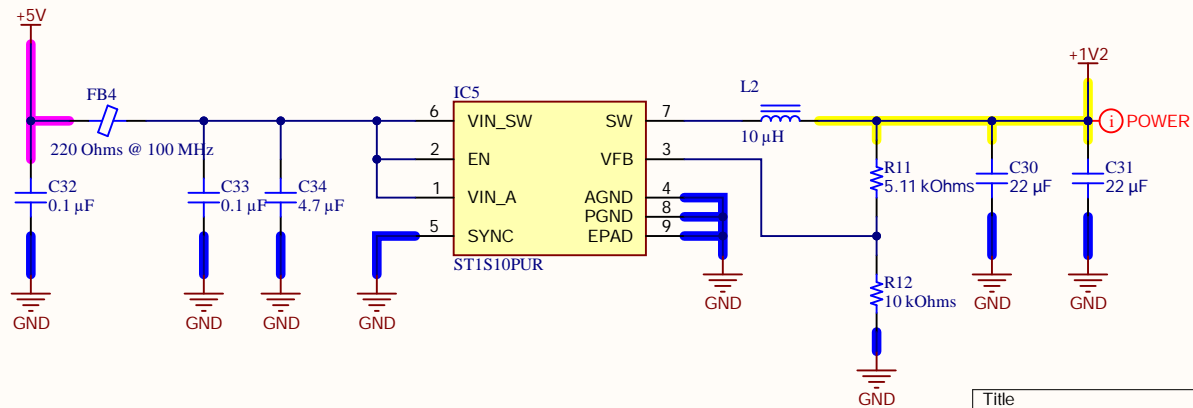 +5V
+1V2
FB4
IC5
L2
6 VIN_SW SW 7
220 Ohms @ 100 MHz
10 µH
i POWER
2 EN VFB 3
C32
0.1 µF
C33
0.1 µF
C34
4.7 µF
1 VIN_A AGND 4
PGND 8
5 SYNC EPAD 9
ST1S10PUR
R11
5.11 kOhms
C30
22 µF
C31
22 µF
R12
10 kOhms
GND
GND
GND
GND
GND
GND
GND
GND
Title